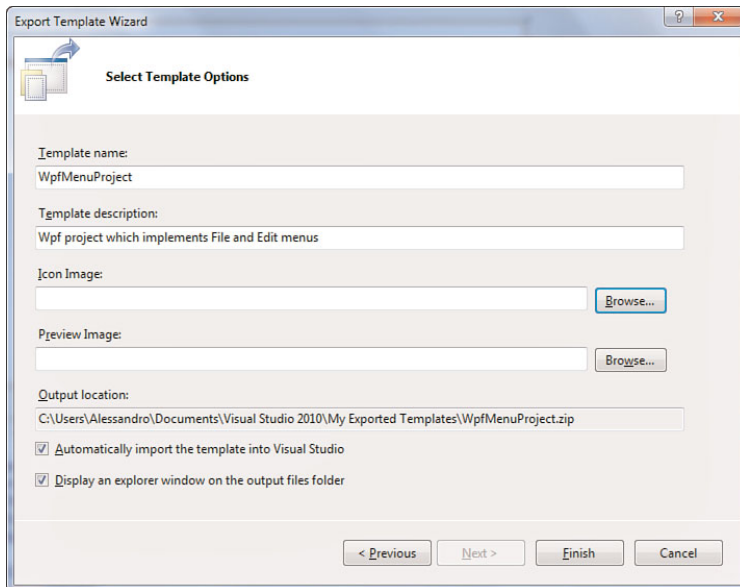 Export Template Wizard
?
Select Template Options
Template name:
WpfMenuProject
Template description:
Wpf project which implements File and Edit menus
Icon Image:
Browse...
Preview Image:
Browse...
Output location:
C:\Users\Alessandro\Documents\Visual Studio 2010\My Exported Templates\WpfMenuProject.zip
Automatically import the template into Visual Studio
Display an explorer window on the output files folder
< Previous Next > Finish Cancel